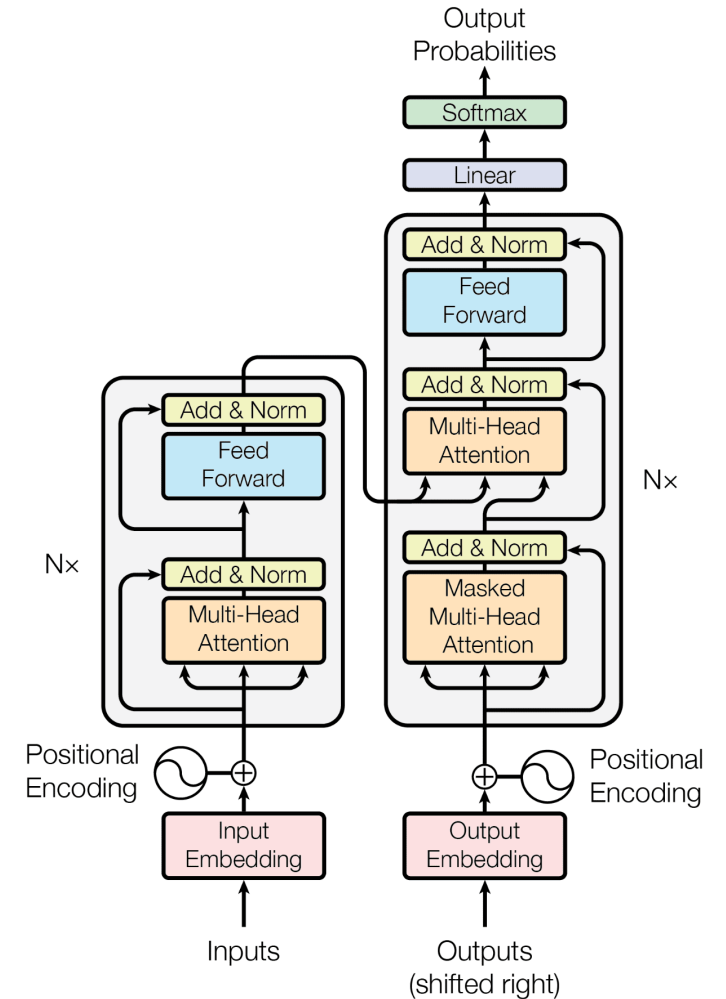 Output
Probabilities
Softmax
Linear
Add & Norm
Feed
Forward
Add & Norm
Multi-Head
Attention
Add & Norm
Masked
Multi-Head
Attention
N×
Add & Norm
Feed
Forward
Add & Norm
Multi-Head
Attention
N×
Positional
Encoding
Positional
Encoding
Input
Embedding
Output
Embedding
Inputs
Outputs
(shifted right)